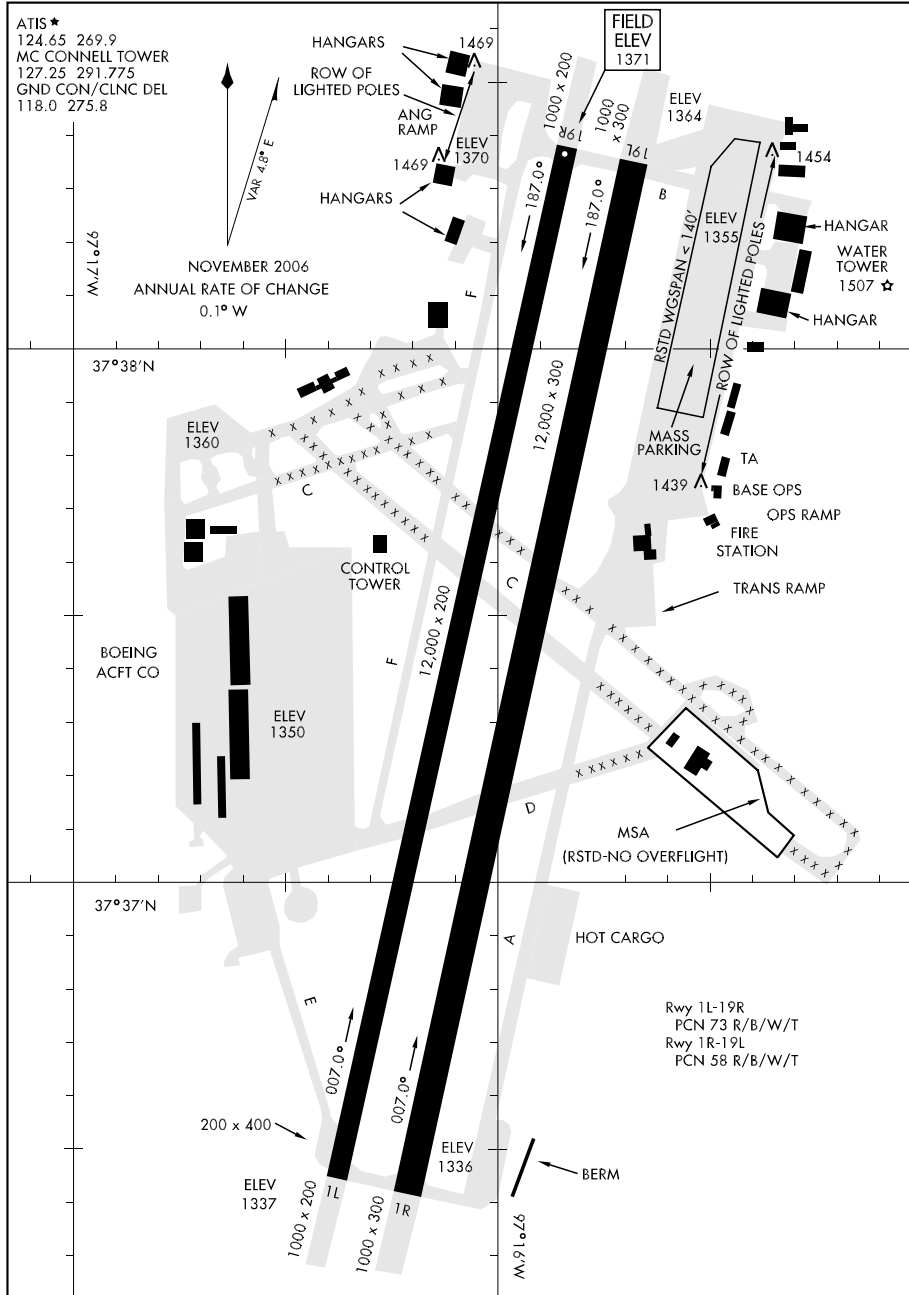 ATIS ★
124.65 269.9
MC CONNELL TOWER
127.25 291.775
GND CON/CLNC DEL
118.0 275.8
VAR 4.8° E
NOVEMBER 2006
ANNUAL RATE OF CHANGE
0.1° W
97°17'W
HANGARS
ROW OF
LIGHTED POLES
ANG
RAMP
1469
ELEV
1370
1469
HANGARS
FIELD
ELEV
1371
1000 x 200
1000
x 300
19R
19L
187.0°
187.0°
ELEV
1364
B
1454
ELEV
1355
RSTD WGSPAN < 140'
ROW OF LIGHTED POLES
HANGAR
WATER
TOWER
1507
HANGAR
F
37°38'N
12,000 x 300
MASS
PARKING
ELEV
1360
C
1439
TA
BASE OPS
OPS RAMP
FIRE
STATION
CONTROL
TOWER
C
TRANS RAMP
12,000 x 200
F
BOEING
ACFT CO
ELEV
1350
D
MSA
(RSTD-NO OVERFLIGHT)
37°37'N
A
HOT CARGO
E
Rwy 1L-19R
PCN 73 R/B/W/T
Rwy 1R-19L
PCN 58 R/B/W/T
007.0°
007.0°
200 x 400
ELEV
1336
BERM
ELEV
1337
1L
1R
1000 x 200
1000 x 300
97°16'W